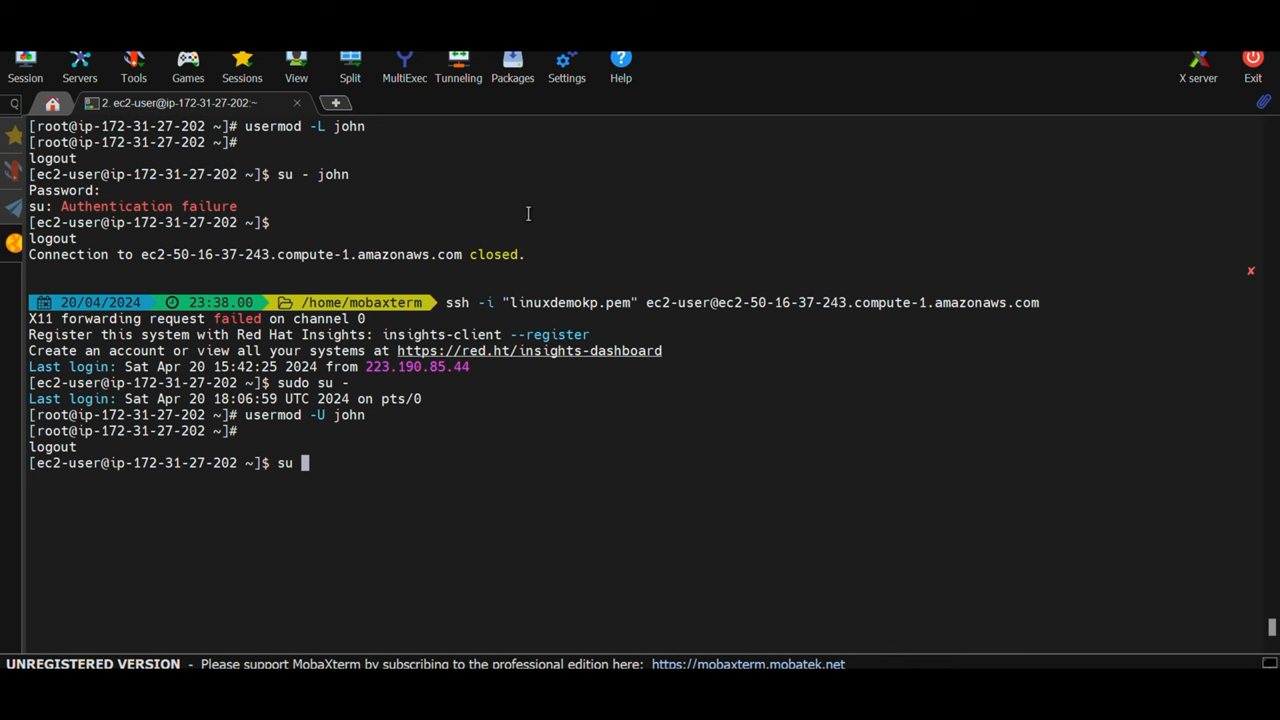 Session Servers Tools Games Sessions View Split MultiExec Tunneling Packages Settings Help X server Exit
2. ec2-user@ip-172-31-27-202:~
[root@ip-172-31-27-202 ~]# usermod -L john
[root@ip-172-31-27-202 ~]#
logout
[ec2-user@ip-172-31-27-202 ~]$ su - john
Password:
su: Authentication failure
[ec2-user@ip-172-31-27-202 ~]$
logout
Connection to ec2-50-16-37-243.compute-1.amazonaws.com closed.
20/04/2024 23:38.00 /home/mobaxterm ssh -i "linuxdemokp.pem" ec2-user@ec2-50-16-37-243.compute-1.amazonaws.com
X11 forwarding request failed on channel 0
Register this system with Red Hat Insights: insights-client --register
Create an account or view all your systems at https://red.ht/insights-dashboard
Last login: Sat Apr 20 15:42:25 2024 from 223.190.85.44
[ec2-user@ip-172-31-27-202 ~]$ sudo su -
Last login: Sat Apr 20 18:06:59 UTC 2024 on pts/0
[root@ip-172-31-27-202 ~]# usermod -U john
[root@ip-172-31-27-202 ~]#
logout
[ec2-user@ip-172-31-27-202 ~]$ su
UNREGISTERED VERSION - Please support MobaXterm by subscribing to the professional edition here: https://mobaxterm.mobatek.net